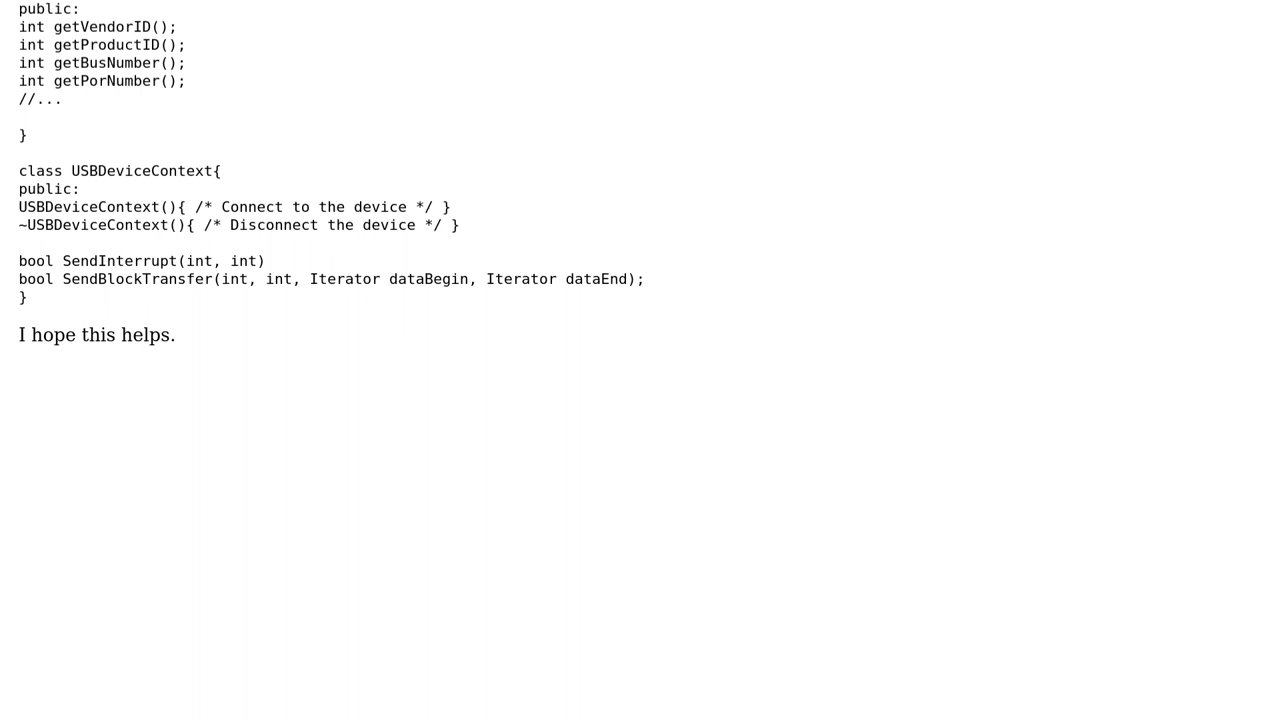 public:
int getVendorID();
int getProductID();
int getBusNumber();
int getPorNumber();
//...
}
class USBDeviceContext{
public:
USBDeviceContext(){ /* Connect to the device */ }
~USBDeviceContext(){ /* Disconnect the device */ }
bool SendInterrupt(int, int)
bool SendBlockTransfer(int, int, Iterator dataBegin, Iterator dataEnd);
}
I hope this helps.